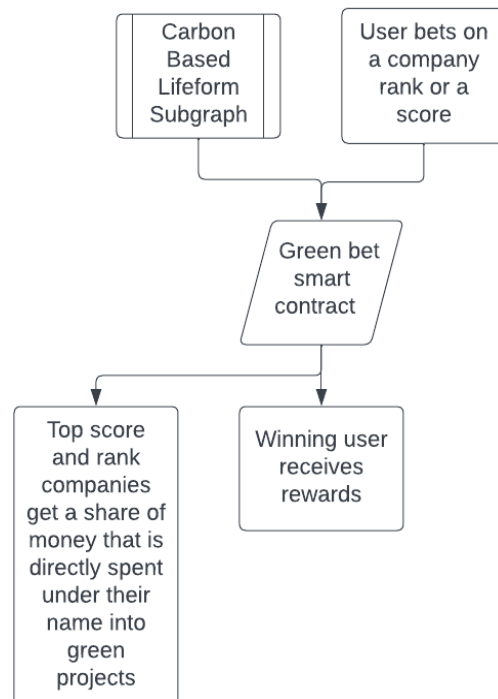 Carbon
Based
Lifeform
Subgraph
User bets on
a company
rank or a
score
Green bet
smart
contract
Top score
and rank
companies
get a share of
money that is
directly spent
under their
name into
green
projects
Winning user
receives
rewards